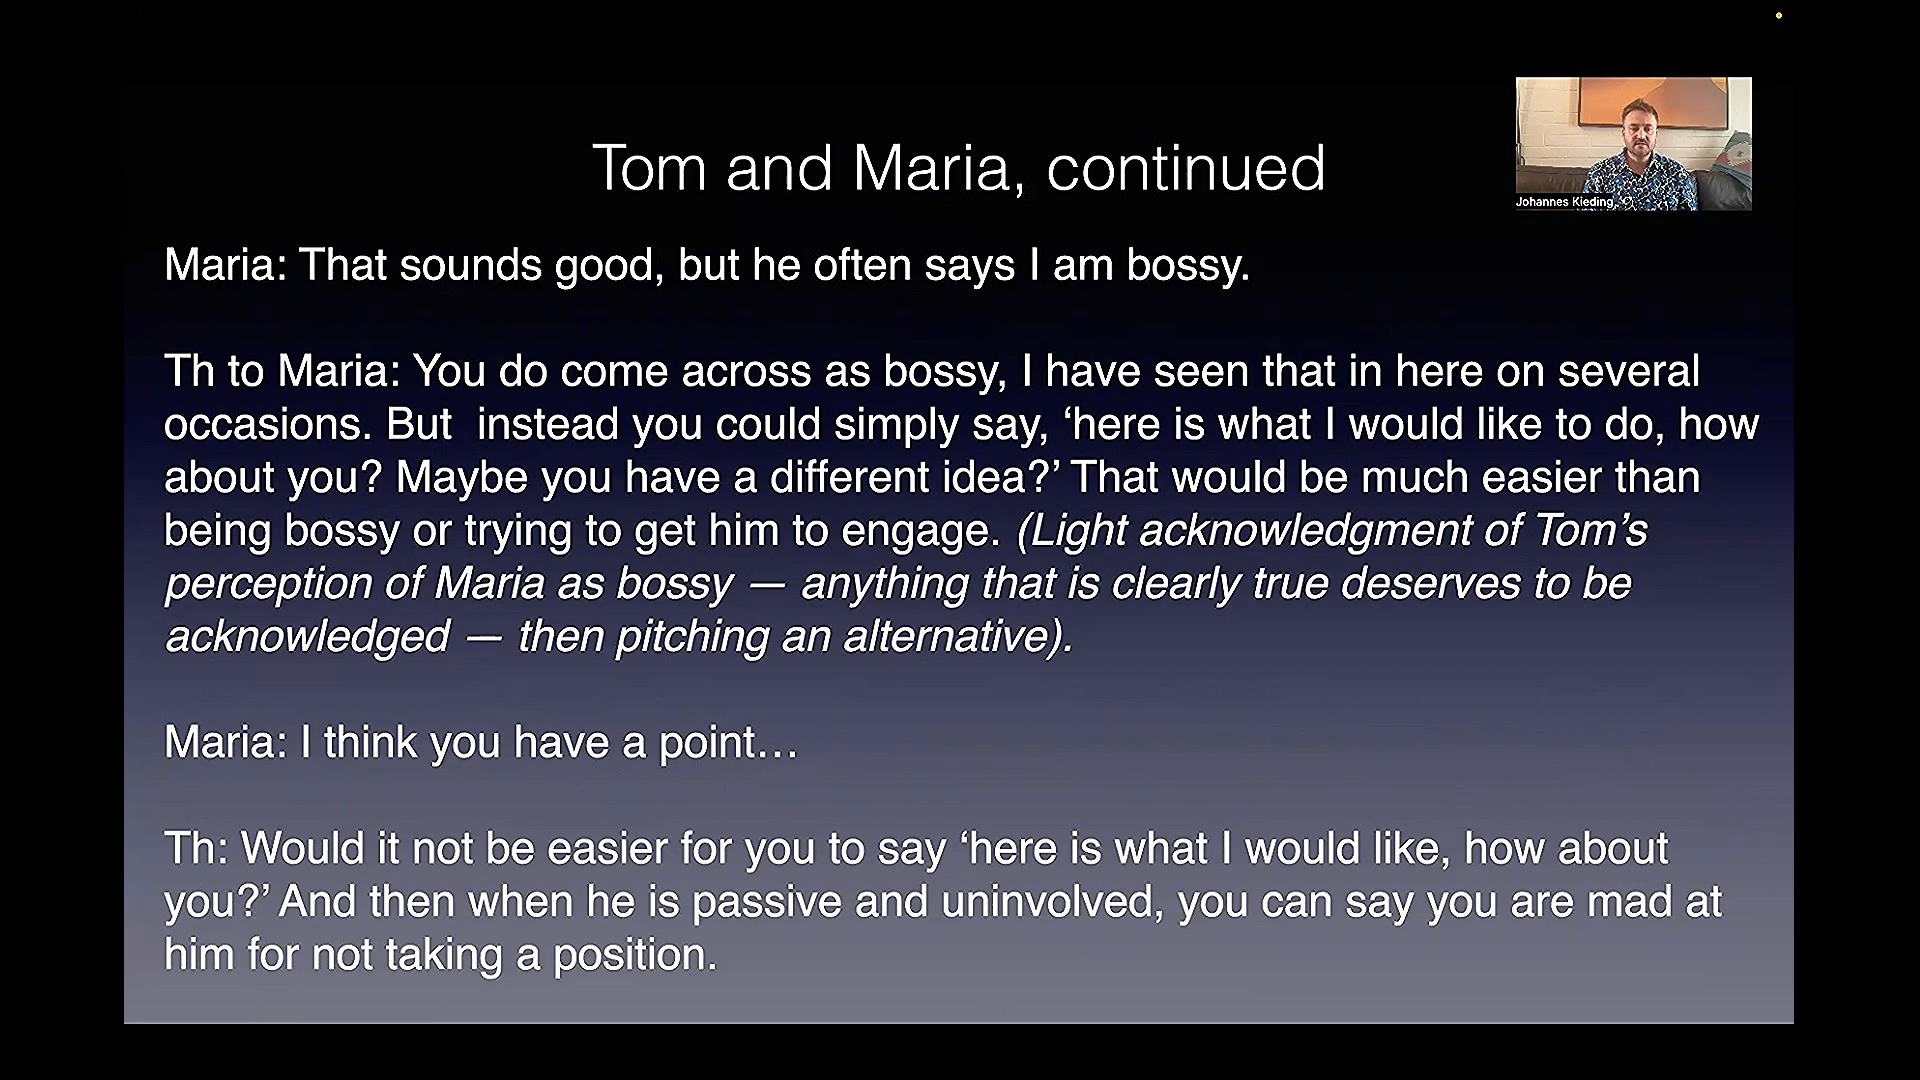 Tom and Maria, continued
Johannes Kieding
Maria: That sounds good, but he often says I am bossy.
Th to Maria: You do come across as bossy, I have seen that in here on several
occasions. But  instead you could simply say, ‘here is what I would like to do, how
about you? Maybe you have a different idea?’ That would be much easier than
being bossy or trying to get him to engage. (Light acknowledgment of Tom’s
perception of Maria as bossy — anything that is clearly true deserves to be
acknowledged — then pitching an alternative).
Maria: I think you have a point…
Th: Would it not be easier for you to say ‘here is what I would like, how about
you?’ And then when he is passive and uninvolved, you can say you are mad at
him for not taking a position.